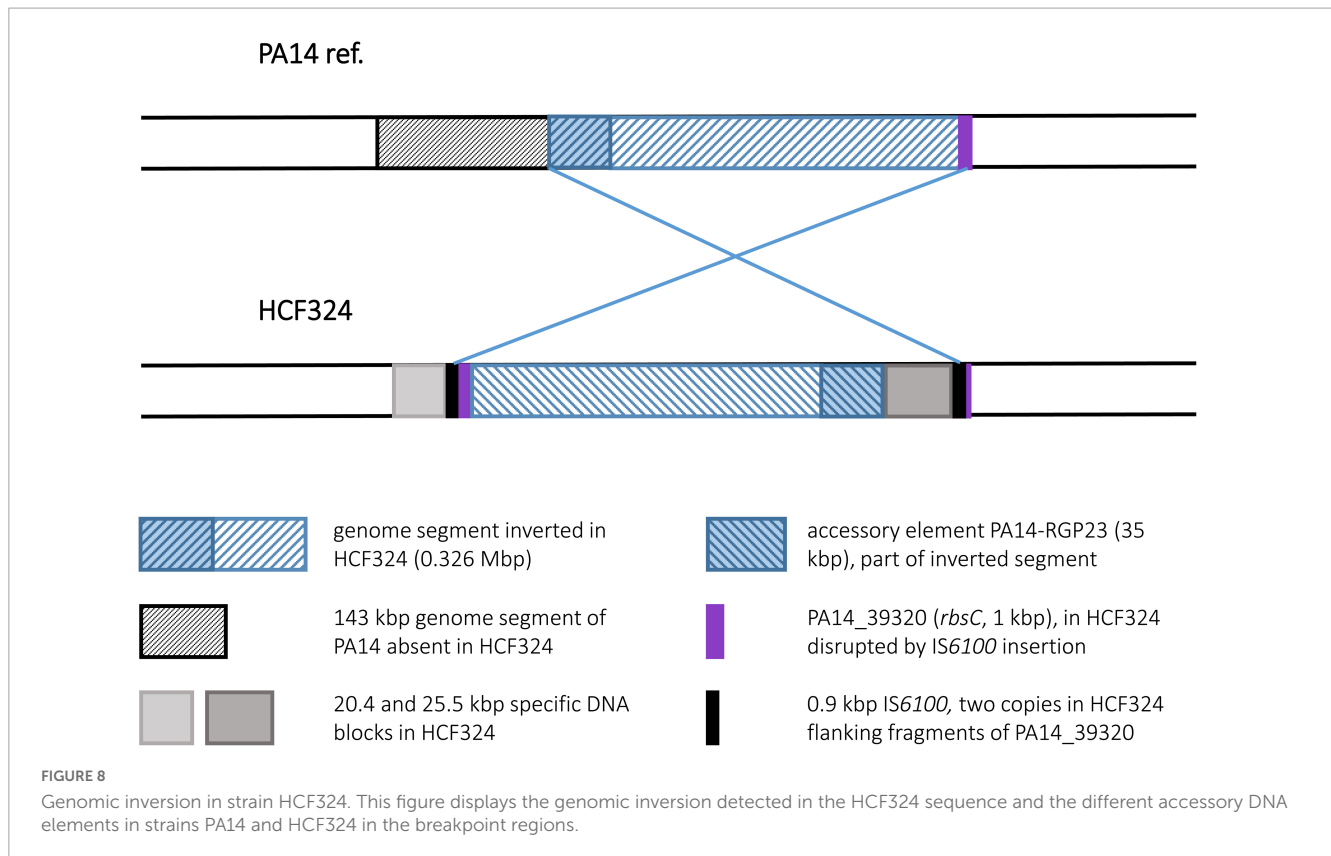 PA14 ref.
HCF324
genome segment inverted in
HCF324 (0.326 Mbp)
accessory element PA14-RGP23 (35
kbp), part of inverted segment
143 kbp genome segment of
PA14 absent in HCF324
PA14_39320 (rbsC, 1 kbp), in HCF324
disrupted by IS6100 insertion
20.4 and 25.5 kbp specific DNA
blocks in HCF324
0.9 kbp IS6100, two copies in HCF324
flanking fragments of PA14_39320
FIGURE 8
Genomic inversion in strain HCF324. This figure displays the genomic inversion detected in the HCF324 sequence and the different accessory DNA
elements in strains PA14 and HCF324 in the breakpoint regions.